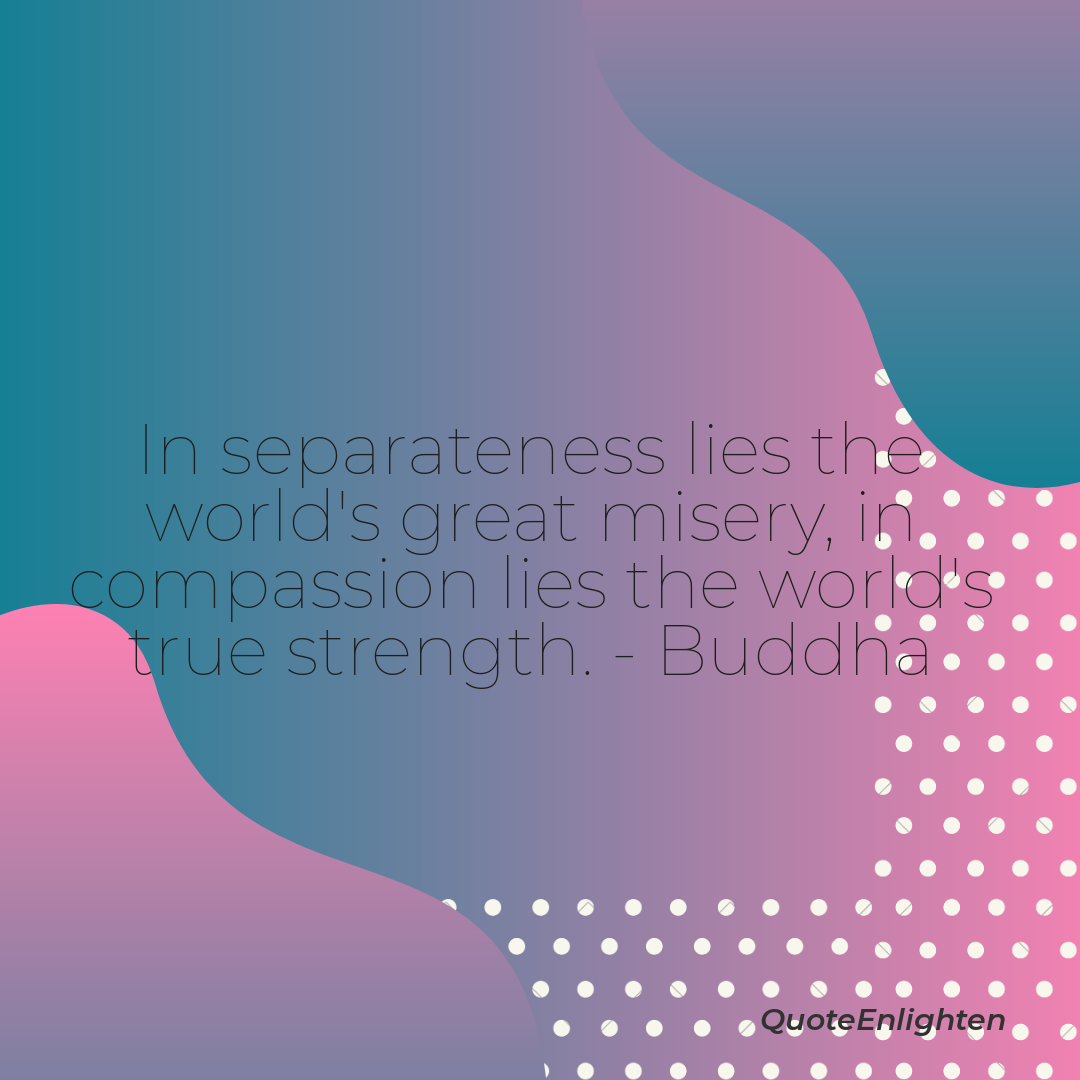 In separateness lies the
world's great misery, in
compassion lies the world's
true strength. - Buddha
QuoteEnlighten